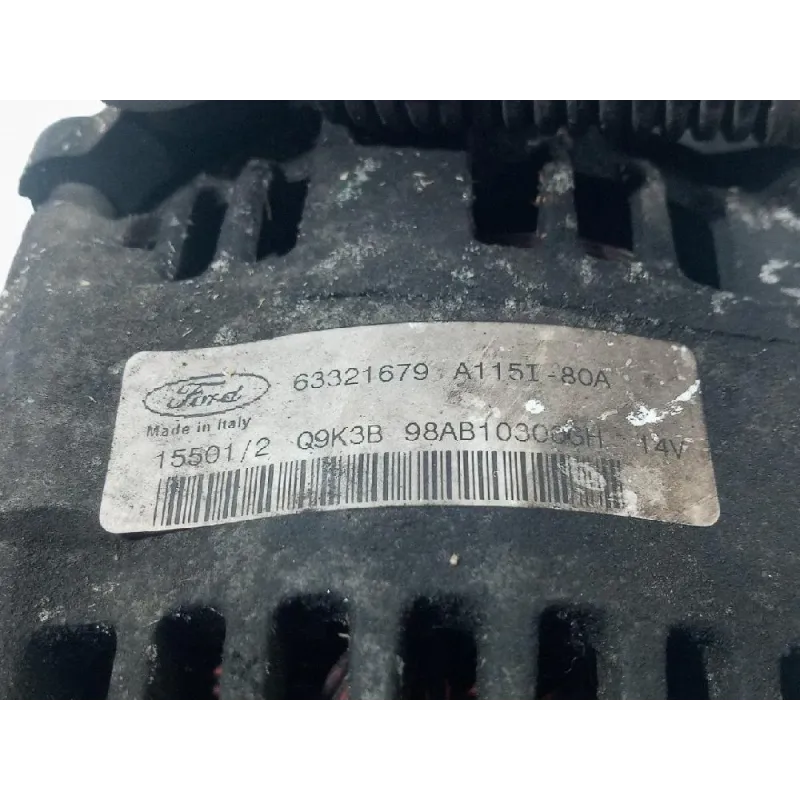 Ford 63321679 A115I-80A
Made in Italy
15501/2 Q9K3B 98AB10300GH 14V